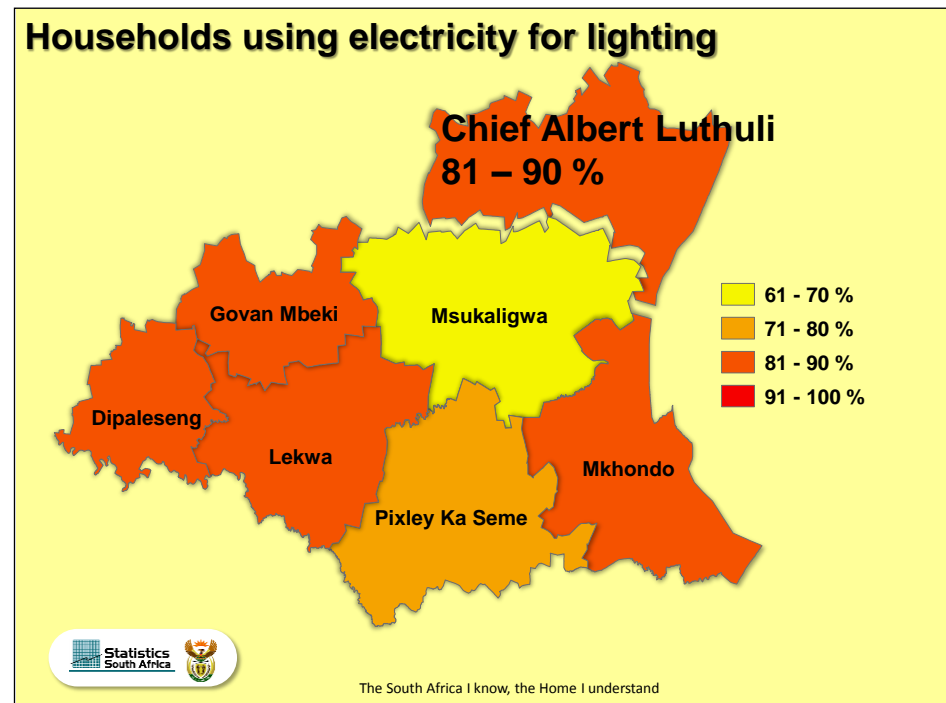 Households using electricity for lighting
Chief Albert Luthuli
81 – 90 %
61 - 70 %
71 - 80 %
81 - 90 %
91 - 100 %
Govan Mbeki
Msukaligwa
Dipaleseng
Lekwa
Mkhondo
Pixley Ka Seme
Statistics
South Africa
The South Africa I know, the Home I understand